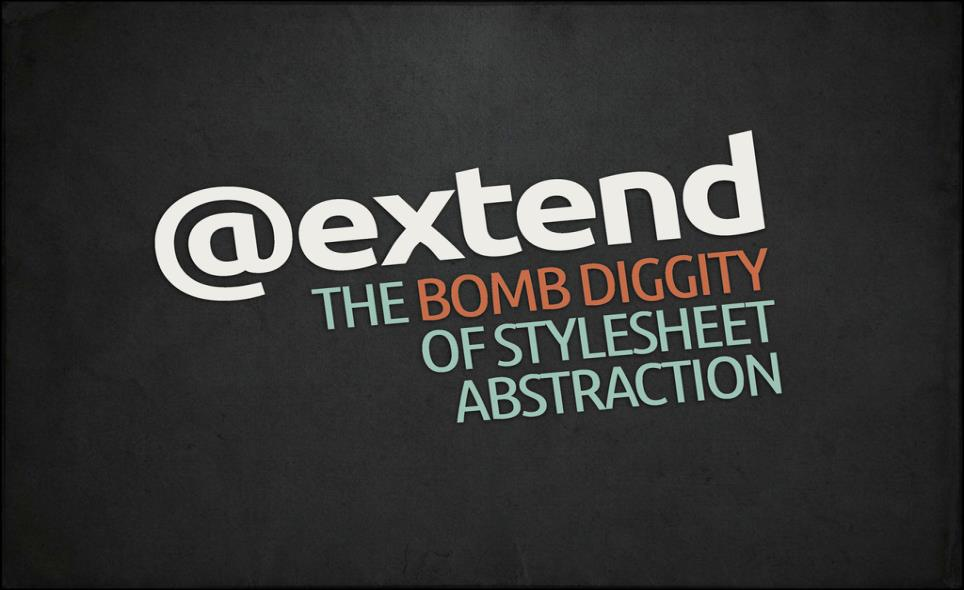 @extend
THE BOMB DIGGITY
OF STYLESHEET
ABSTRACTION